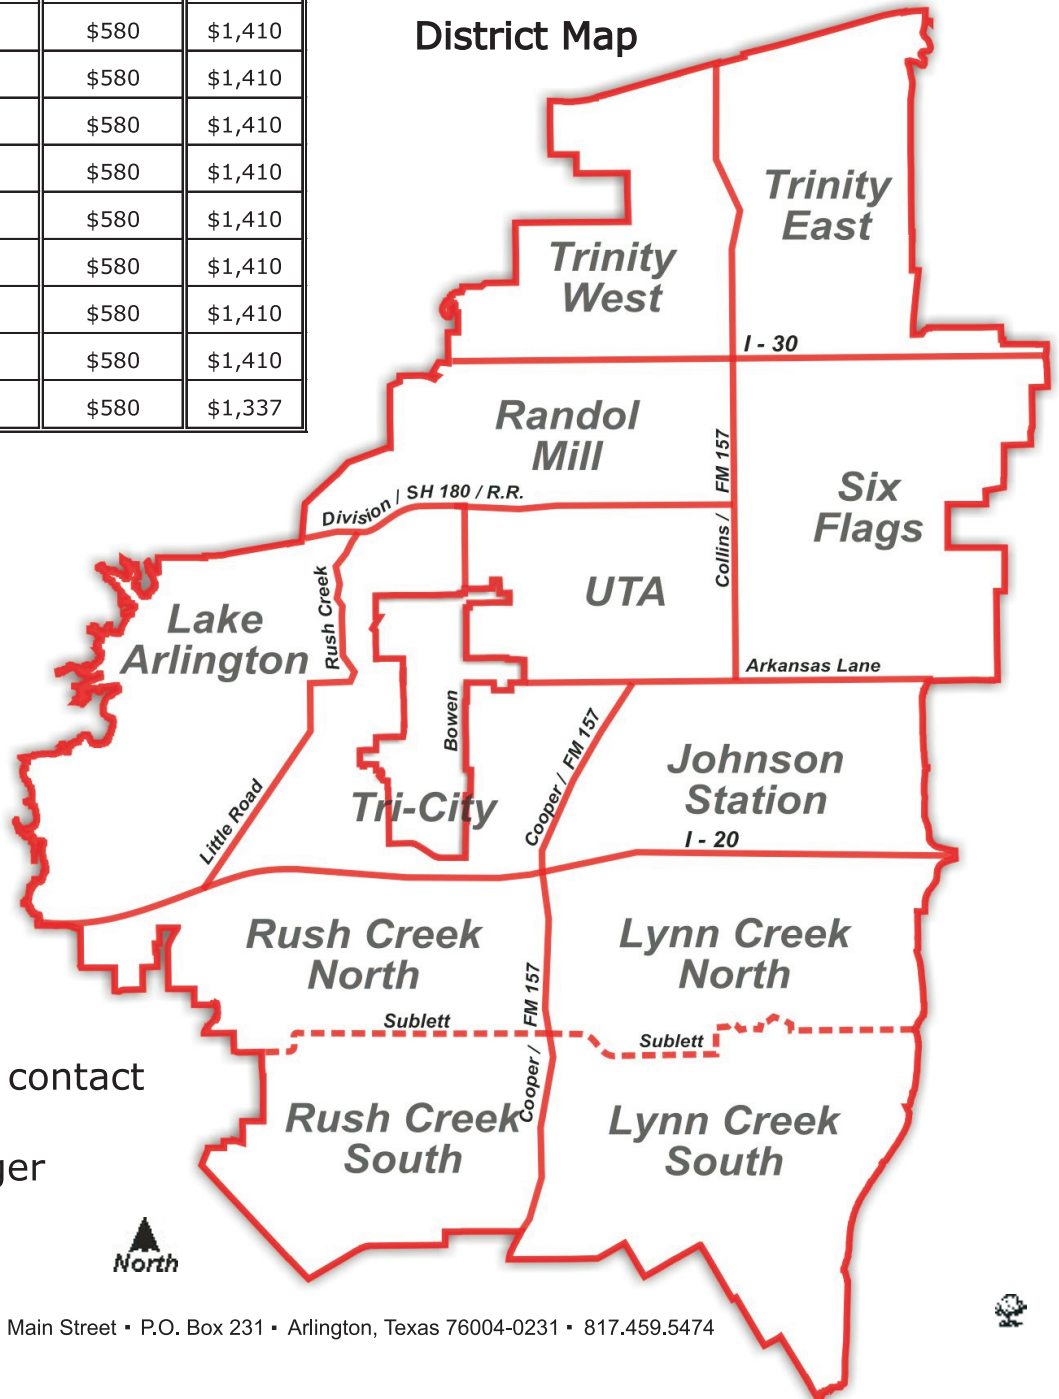 $580 $1,410
$580 $1,410
$580 $1,410
$580 $1,410
$580 $1,410
$580 $1,410
$580 $1,410
$580 $1,410
$580 $1,337
District Map
Trinity
East
Trinity
West
I - 30
Randol
Mill
Collins / FM 157
Six
Flags
Division / SH 180 / R.R.
UTA
Rush Creek
Lake
Arlington
Arkansas Lane
Bowen
Cooper / FM 157
Johnson
Station
Little Road
Tri-City
I - 20
Rush Creek
North
Lynn Creek
North
Cooper / FM 157
Sublett
Sublett
contact
Rush Creek
South
Lynn Creek
South
ger
North
Main Street ▪ P.O. Box 231 ▪ Arlington, Texas 76004-0231 ▪ 817.459.5474